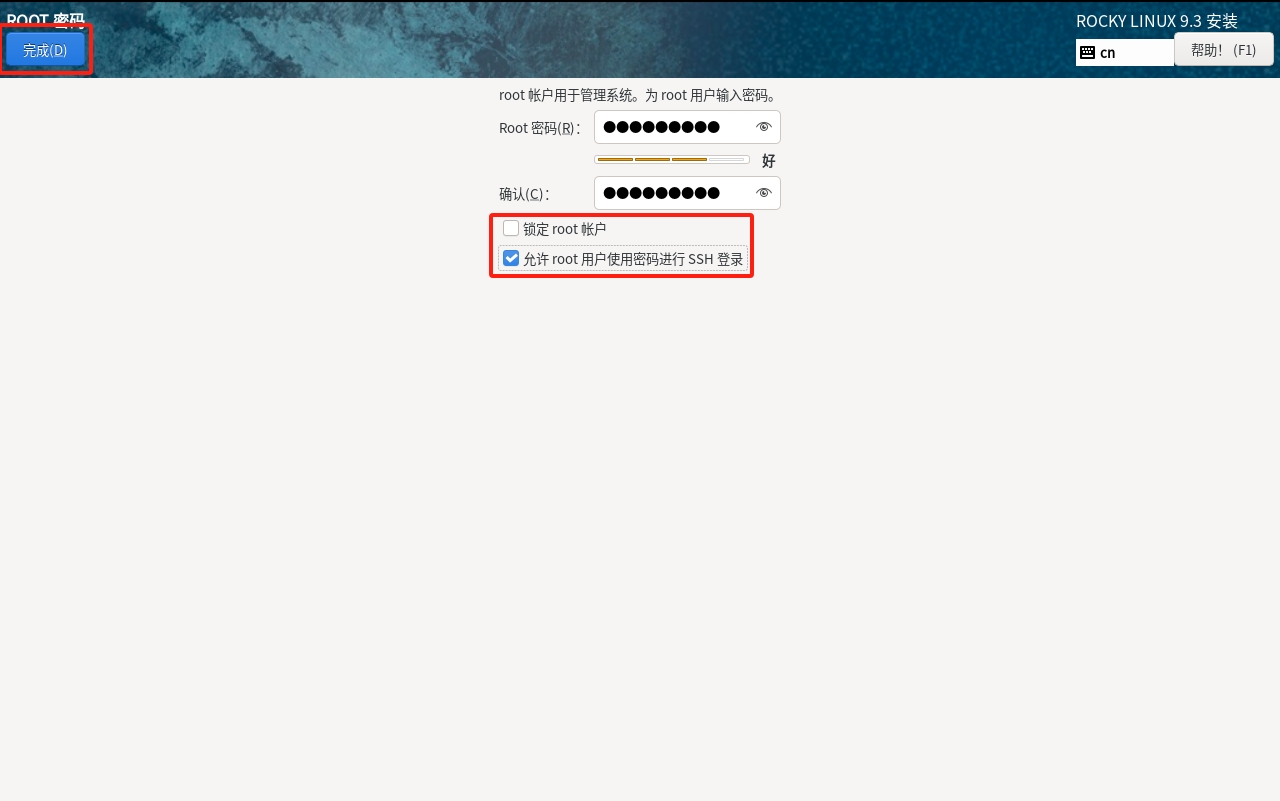 ROOT 密码
完成(D)
ROCKY LINUX 9.3 安装
cn
帮助！(F1)
root 帐户用于管理系统。为 root 用户输入密码。
Root 密码(R)：
●●●●●●●●●
好
确认(C)：
●●●●●●●●●
锁定 root 帐户
允许 root 用户使用密码进行 SSH 登录